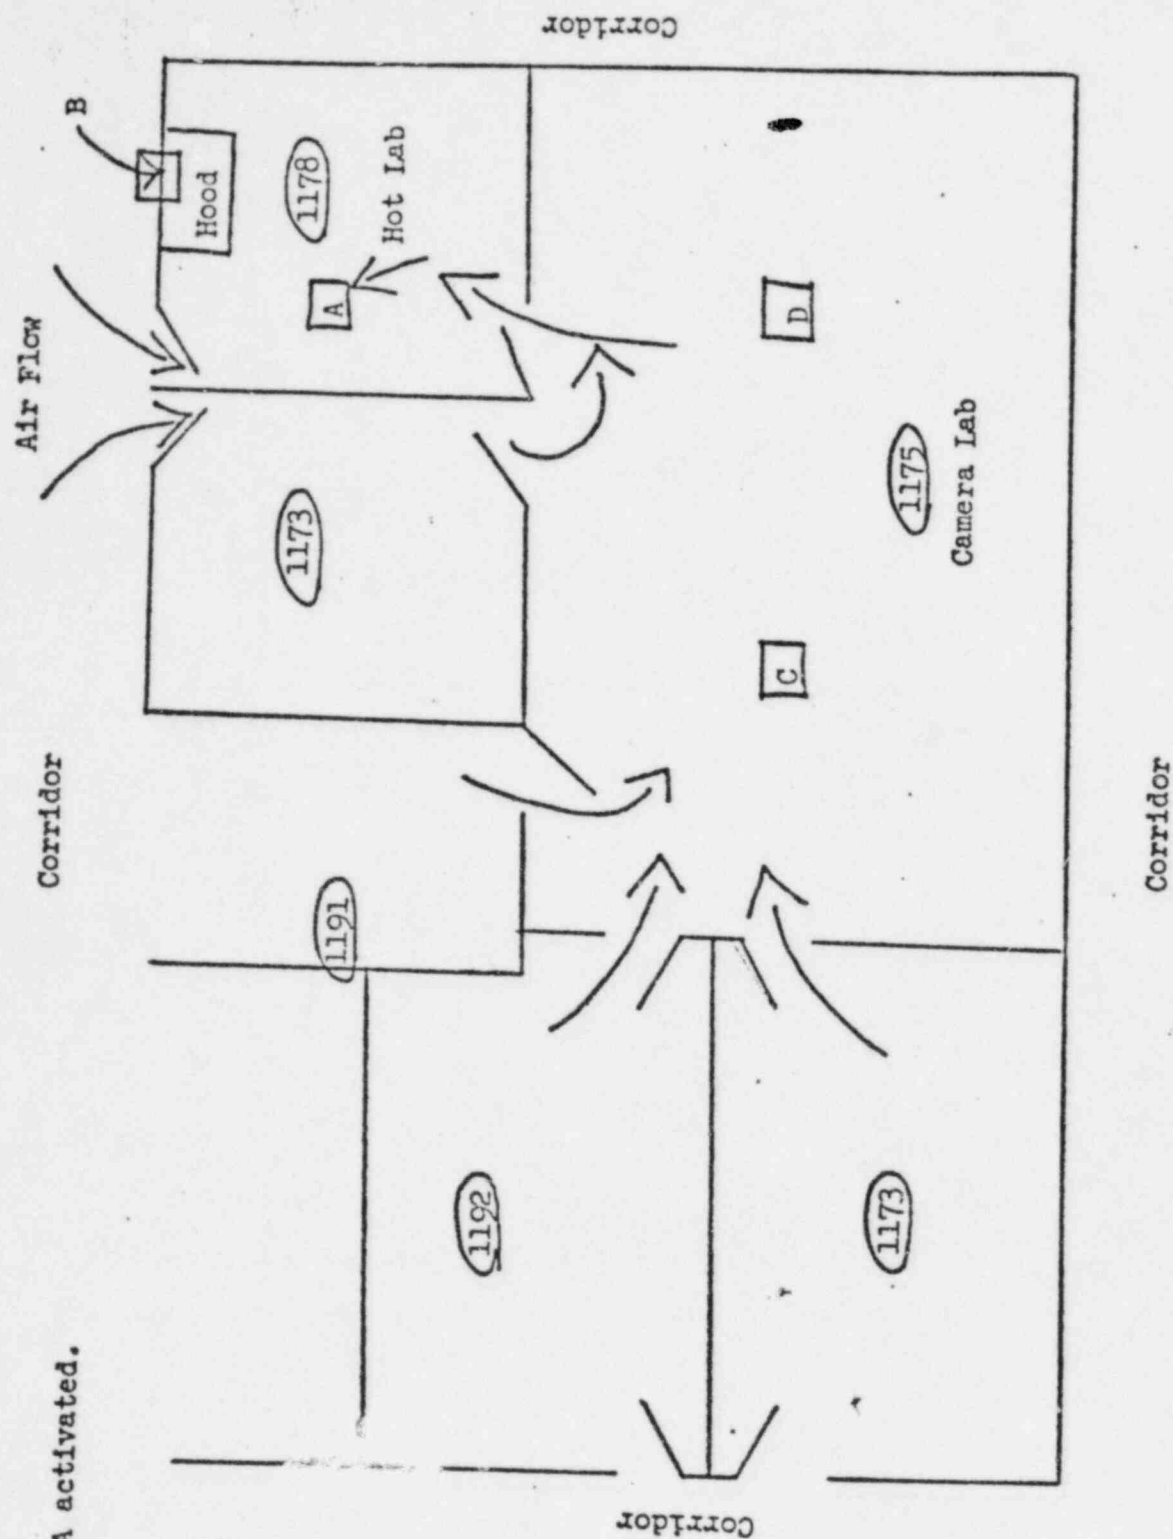 A activated.
Air Flow
Corridor
B
Hood
1178
Hot Lab
A
1173
1191
D
1175
Camera Lab
C
1192
1173
Corridor
Corridor
Corridor